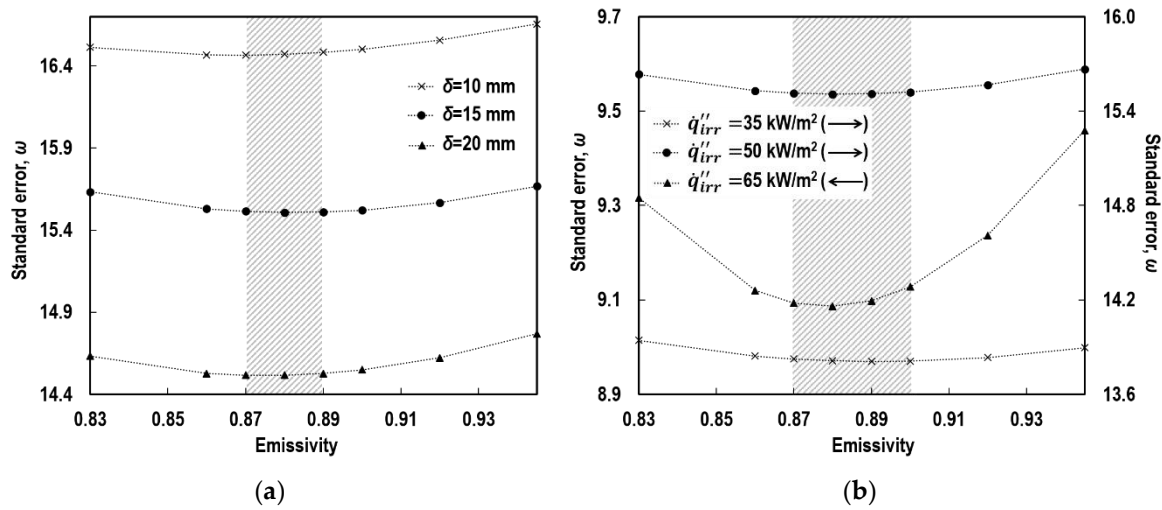 16.4
15.9
15.4
14.9
14.4
Standard error, ω
δ=10 mm
δ=15 mm
δ=20 mm
0.83
0.85
0.87
0.89
0.91
0.93
Emissivity
(a)
9.7
9.5
9.3
9.1
8.9
Standard error, ω
q̇''irr = 35 kW/m² (→)
q̇''irr = 50 kW/m² (→)
q̇''irr = 65 kW/m² (←)
16.0
15.4
14.8
14.2
13.6
Standard error, ω
0.83
0.85
0.87
0.89
0.91
0.93
Emissivity
(b)